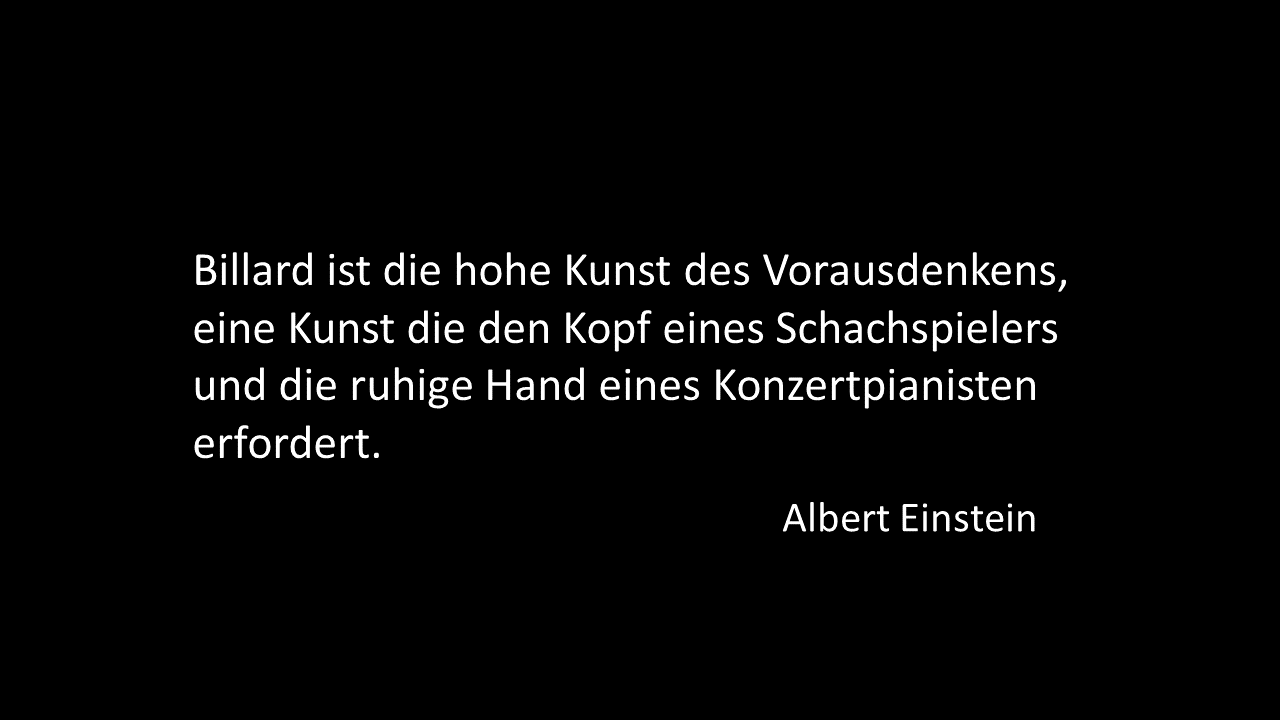 Billard ist die hohe Kunst des Vorausdenkens,
eine Kunst die den Kopf eines Schachspielers
und die ruhige Hand eines Konzertpianisten
erfordert.
Albert Einstein